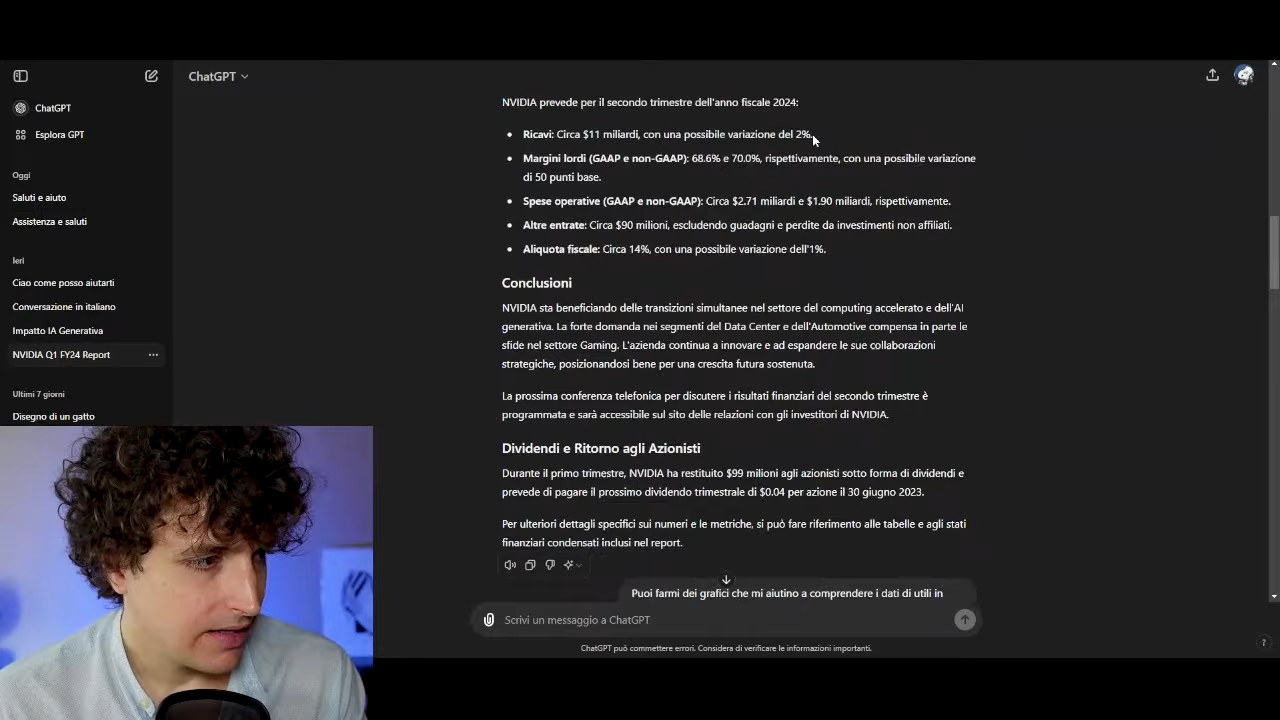 ChatGPT
ChatGPT
Esplora GPT
Oggi
Saluti e aiuto
Assistenza e saluti
Ieri
Ciao come posso aiutarti
Conversazione in italiano
Impatto IA Generativa
NVIDIA Q1 FY24 Report
Ultimi 7 giorni
Disegno di un gatto
NVIDIA prevede per il secondo trimestre dell'anno fiscale 2024:
Ricavi: Circa $11 miliardi, con una possibile variazione del 2%.
Margini lordi (GAAP e non-GAAP): 68.6% e 70.0%, rispettivamente, con una possibile variazione
di 50 punti base.
Spese operative (GAAP e non-GAAP): Circa $2.71 miliardi e $1.90 miliardi, rispettivamente.
Altre entrate: Circa $90 milioni, escludendo guadagni e perdite da investimenti non affiliati.
Aliquota fiscale: Circa 14%, con una possibile variazione dell'1%.
Conclusioni
NVIDIA sta beneficiando delle transizioni simultanee nel settore del computing accelerato e dell'AI
generativa. La forte domanda nei segmenti del Data Center e dell'Automotive compensa in parte le
sfide nel settore Gaming. L'azienda continua a innovare e ad espandere le sue collaborazioni
strategiche, posizionandosi bene per una crescita futura sostenuta.
La prossima conferenza telefonica per discutere i risultati finanziari del secondo trimestre è
programmata e sarà accessibile sul sito delle relazioni con gli investitori di NVIDIA.
Dividendi e Ritorno agli Azionisti
Durante il primo trimestre, NVIDIA ha restituito $99 milioni agli azionisti sotto forma di dividendi e
prevede di pagare il prossimo dividendo trimestrale di $0.04 per azione il 30 giugno 2023.
Per ulteriori dettagli specifici sui numeri e le metriche, si può fare riferimento alle tabelle e agli stati
finanziari condensati inclusi nel report.
Puoi farmi dei grafici che mi aiutino a comprendere i dati di utili in
Scrivi un messaggio a ChatGPT
ChatGPT può commettere errori. Considera di verificare le informazioni importanti.
?